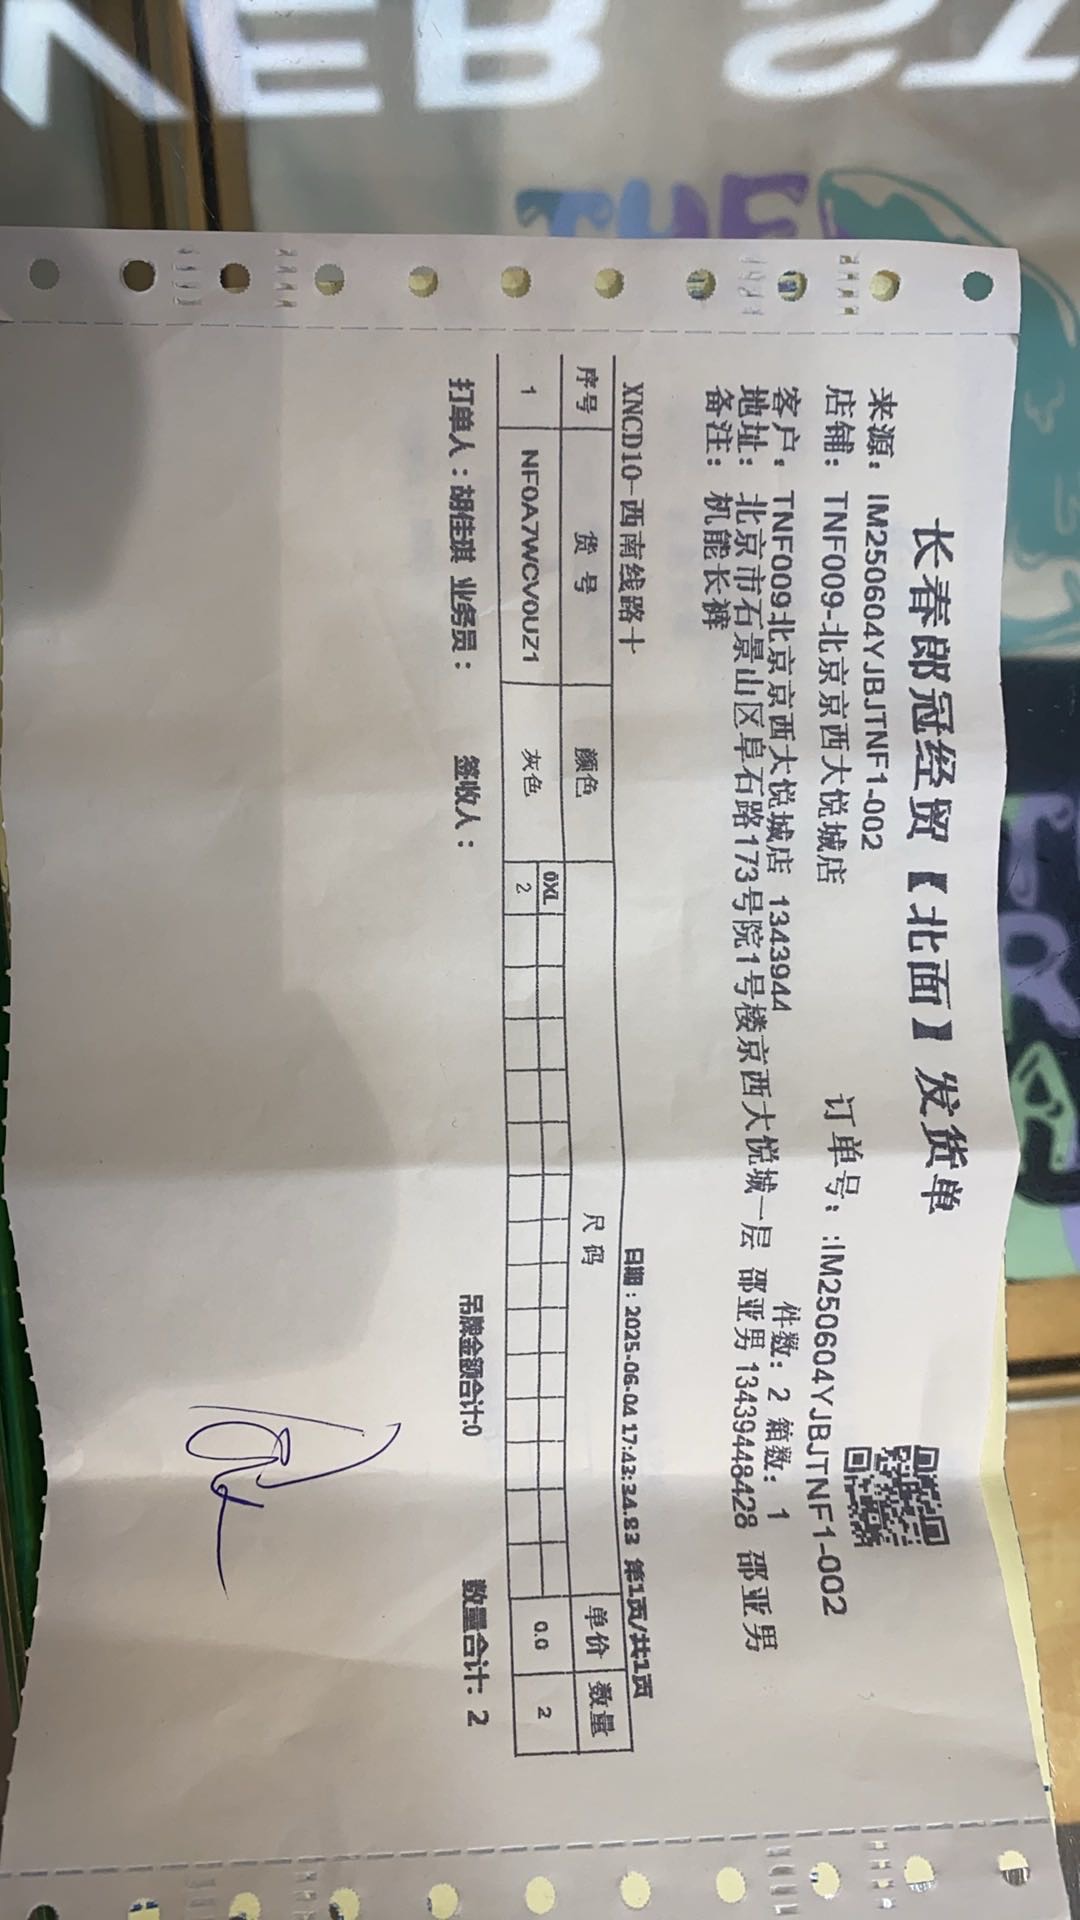 长春郎冠经贸【北面】发货单
来源：IM250604YJBJTNF1-002 订单号：:IM250604YJBJTNF1-002
店铺：TNF009-北京京西大悦城店
客户：TNF009北京京西大悦城店 1343944 件数：2 箱数：1
地址：北京市石景山区阜石路173号院1号楼京西大悦城一层 邵亚男 13439448428 邵亚男
备注：机能长裤
XNCD10-西南线路十 日期：2025-06-04 17:42:34.83 第1页/共1页
序号 货号 颜色 尺码 单价 数量
0XL
1 NF0A7WCV0UZ1 灰色 2 0.0 2
打单人：胡佳琪 业务员： 签收人： 吊牌金额合计:0 数量合计：2
THE